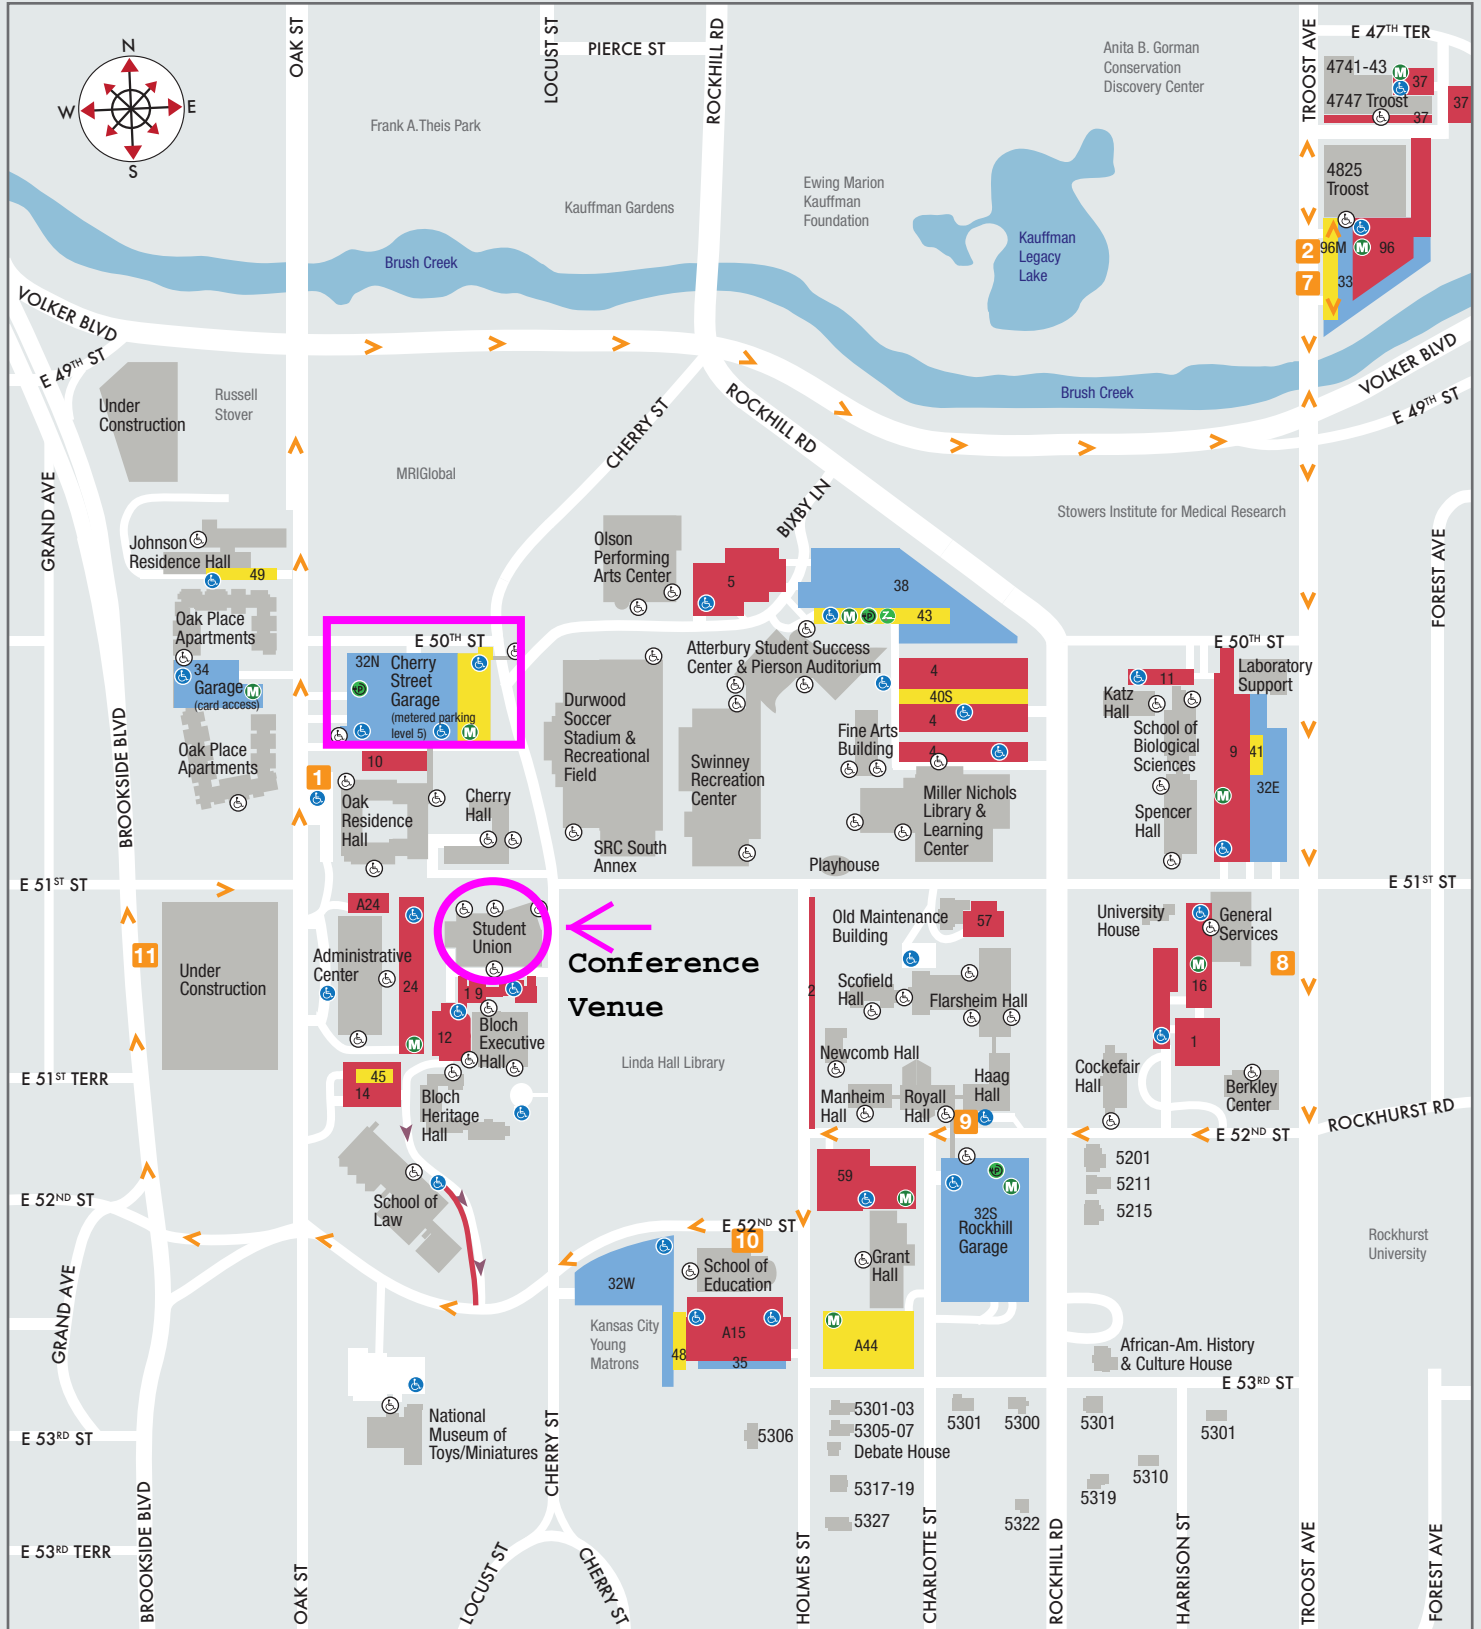 N
W
E
S
OAK ST
LOCUST ST
PIERCE ST
ROCKHILL RD
TROOST AVE
E 47TH TER
4741-43
M
37
4747 Troost
37
37
Anita B. Gorman
Conservation
Discovery Center
Frank A.Theis Park
Kauffman Gardens
Ewing Marion
Kauffman
Foundation
Kauffman
Legacy
Lake
4825
Troost
2
96M
M
96
7
33
Brush Creek
VOLKER BLVD
E 49TH ST
Brush Creek
VOLKER BLVD
E 49TH ST
Under
Construction
Russell
Stover
MRIGlobal
CHERRY ST
ROCKHILL RD
BIXBY LN
Stowers Institute for Medical Research
GRAND AVE
FOREST AVE
Johnson
Residence Hall
49
Oak Place
Apartments
34
Garage
M
(card access)
Oak Place
Apartments
BROOKSIDE BLVD
E 50TH ST
32N
Cherry
Street
Garage
(metered parking
level 5)
P
M
10
1
Oak
Residence
Hall
Cherry
Hall
Olson
Performing
Arts Center
5
38
M
P
Z
43
Atterbury Student Success
Center & Pierson Auditorium
4
40S
4
4
Durwood
Soccer
Stadium &
Recreational
Field
Swinney
Recreation
Center
Fine Arts
Building
Miller Nichols
Library &
Learning
Center
SRC South
Annex
Playhouse
E 50TH ST
11
Laboratory
Support
Katz
Hall
School of
Biological
Sciences
9
41
32E
M
Spencer
Hall
E 51ST ST
E 51ST ST
A24
Student
Union
Conference
Venue
Administrative
Center
24
M
19
12
Bloch
Executive
Hall
11
Under
Construction
45
14
Bloch
Heritage
Hall
Linda Hall Library
2
Old Maintenance
Building
57
Scofield
Hall
Flarsheim Hall
Newcomb Hall
Manheim
Hall
Royall
Hall
Haag
Hall
9
University
House
General
Services
8
M
16
1
Cockefair
Hall
Berkley
Center
E 51ST TERR
E 52ND ST
ROCKHURST RD
School of
Law
E 52ND ST
59
M
P
M
32S
Rockhill
Garage
5201
5211
5215
Rockhurst
University
E 52ND ST
10
School of
Education
32W
Grant
Hall
Kansas City
Young
Matrons
48
A15
35
M
A44
African-Am. History
& Culture House
GRAND AVE
E 53RD ST
National
Museum of
Toys/Miniatures
CHERRY ST
5306
5301-03
5305-07
Debate House
5317-19
5327
5301
5300
5301
5301
5310
5319
5322
E 53RD ST
E 53RD TERR
BROOKSIDE BLVD
OAK ST
LOCUST ST
CHERRY ST
HOLMES ST
CHARLOTTE ST
ROCKHILL RD
HARRISON ST
TROOST AVE
FOREST AVE